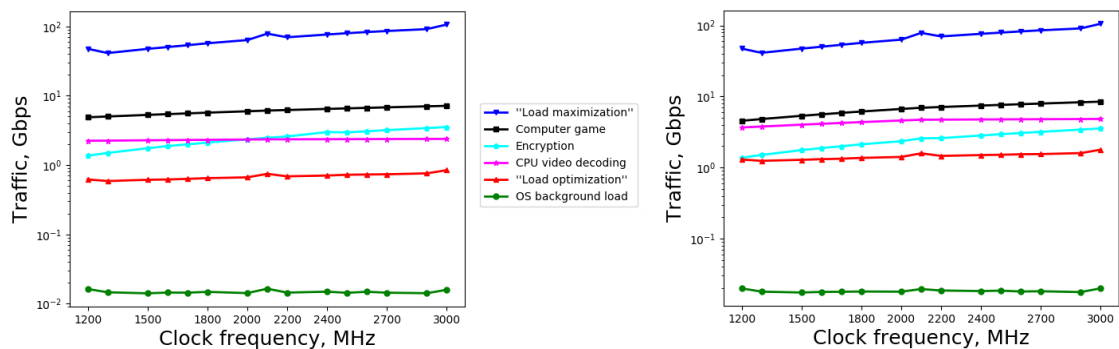 Traffic, Gbps
10²
10¹
10⁰
10⁻¹
10⁻²
1200 1500 1800 2000 2200 2400 2700 3000
Clock frequency, MHz
"Load maximization"
Computer game
Encryption
CPU video decoding
"Load optimization"
OS background load
Traffic, Gbps
10²
10¹
10⁰
10⁻¹
1200 1500 1800 2000 2200 2400 2700 3000
Clock frequency, MHz